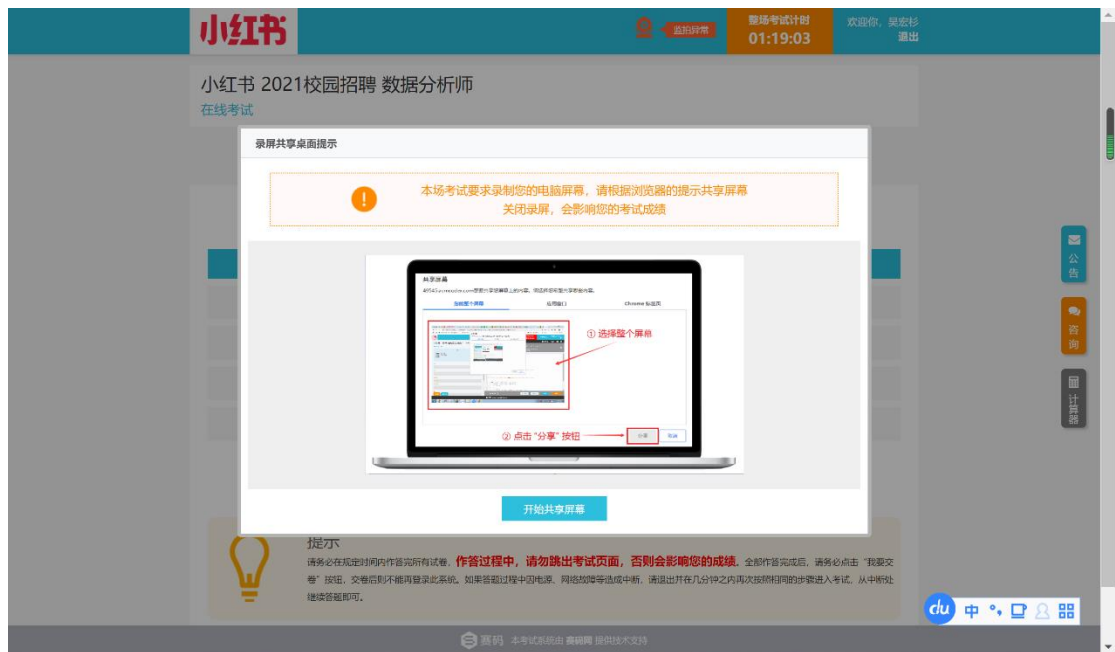 小红书
监拍异常
整场考试计时
01:19:03
欢迎你，吴宏杉
退出
小红书 2021校园招聘 数据分析师
在线考试
录屏共享桌面提示
!
本场考试要求录制您的电脑屏幕，请根据浏览器的提示共享屏幕
关闭录屏，会影响您的考试成绩
共享屏幕
应用窗口
① 选择整个屏幕
② 点击 "分享" 按钮
分享
取消
开始共享屏幕
公告
咨询
计算器
提示
请务必在规定时间内作答完所有试卷，作答过程中，请勿跳出考试页面，否则会影响您的成绩。全部作答完成后，请务必点击 "我要交
卷" 按钮，交卷后则不能再登录此系统。如果答题过程中因电源、网络故障等造成中断，请退出并在几分钟之内再次按照相同的步骤进入考试，从中断处
继续答题即可。
du 中
赛码 本考试系统由 赛码网 提供技术支持